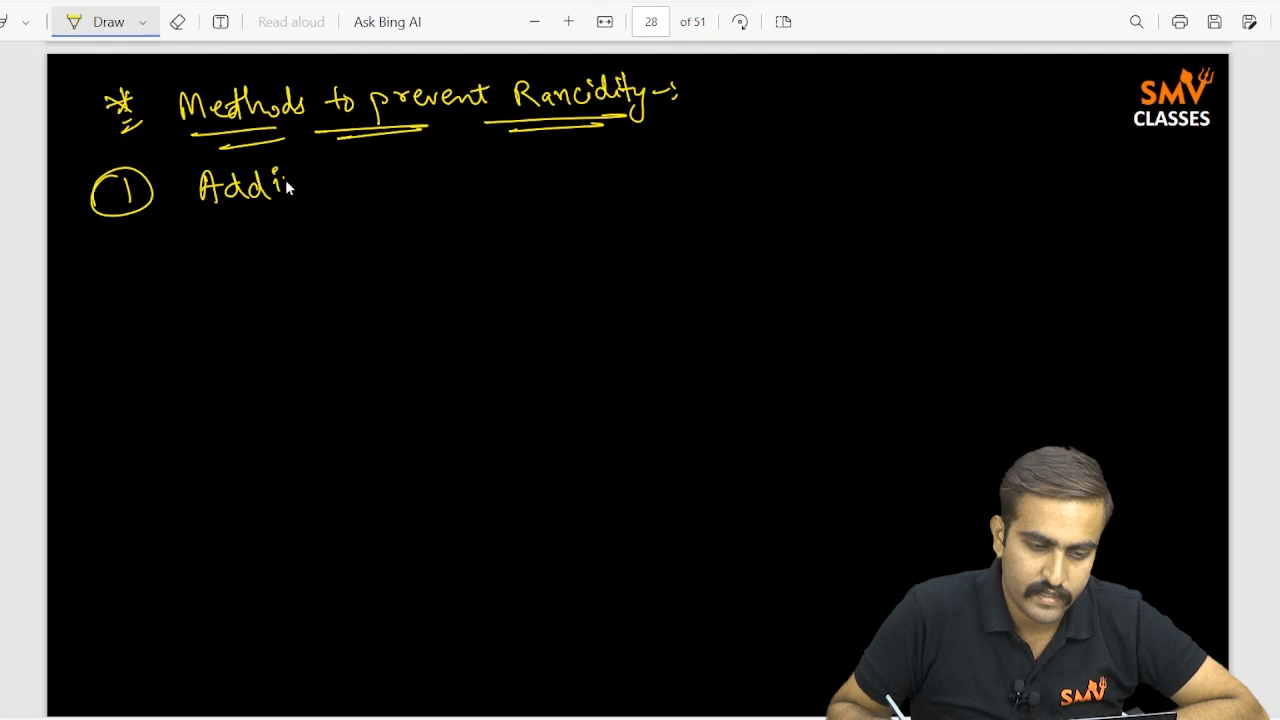 Draw
Read aloud
Ask Bing AI
28 of 51
* Methods to prevent Rancidity -:
SMV
CLASSES
1 Addi
SMV